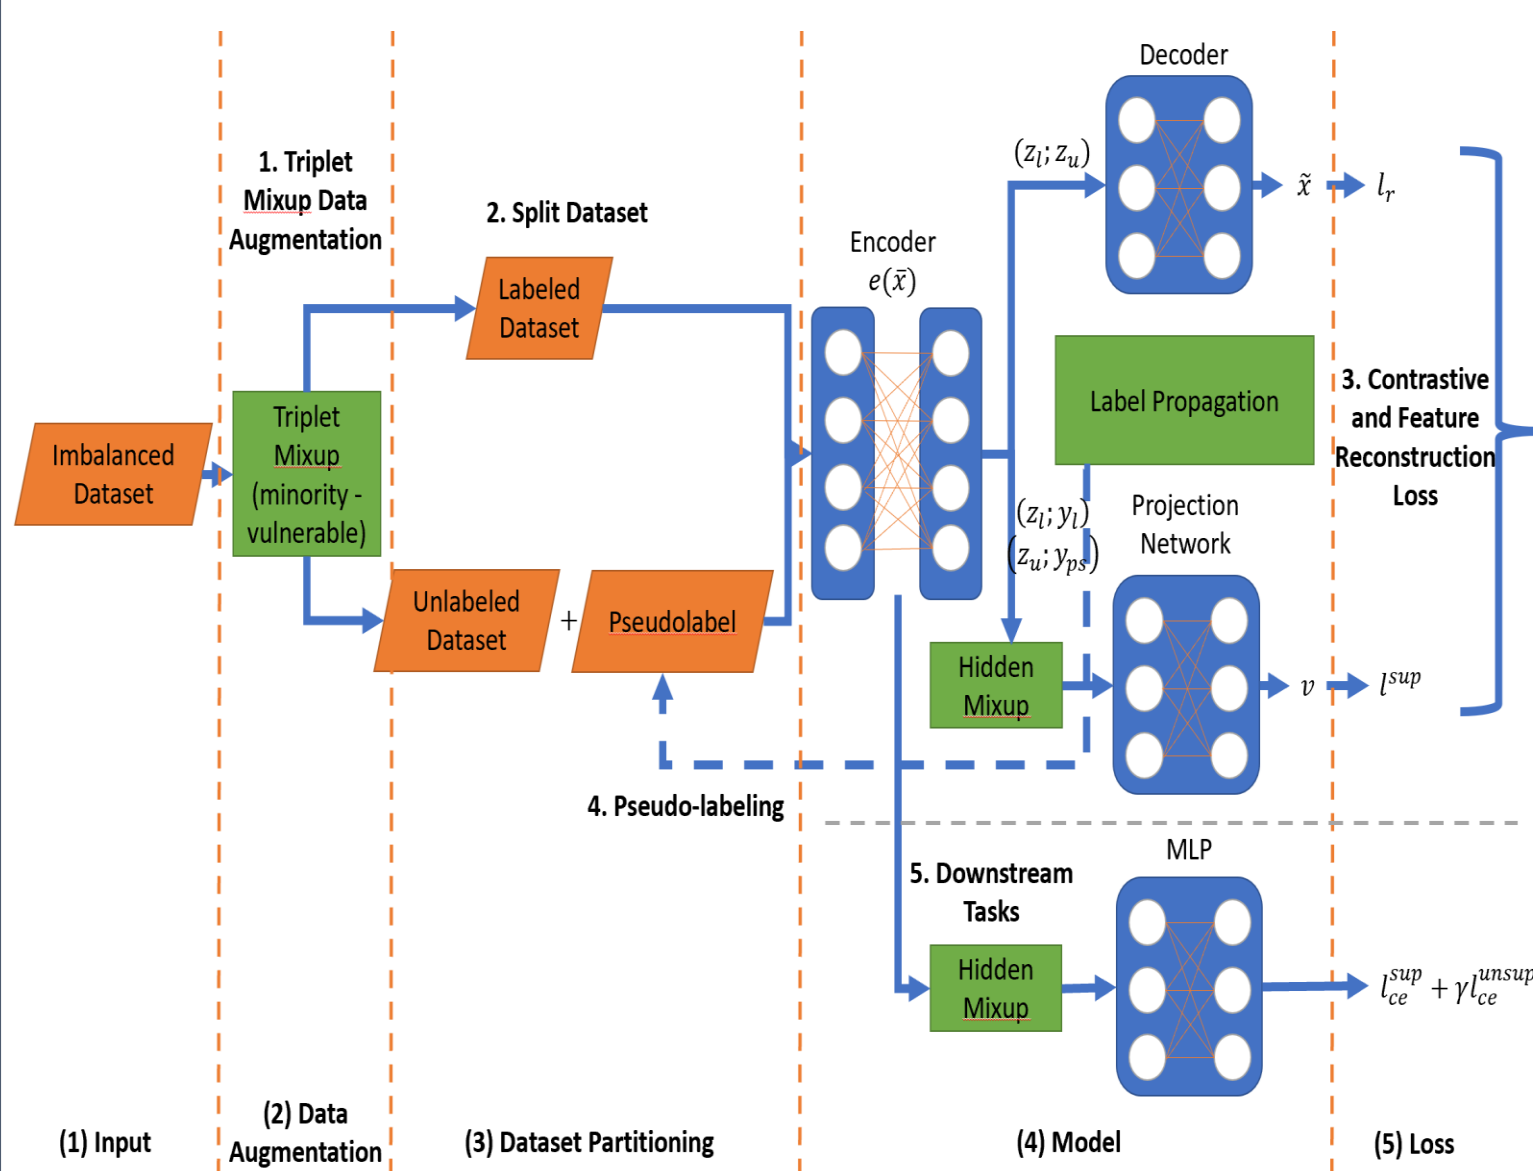 1. Triplet
Mixup Data
Augmentation
2. Split Dataset
Imbalanced
Dataset
Triplet
Mixup
(minority -
vulnerable)
Labeled
Dataset
Unlabeled
Dataset
+
Pseudolabel
4. Pseudo-labeling
Encoder
e(x̄)
(z_l; z_u)
Decoder
x̃
l_r
Label Propagation
(z_l; y_l)
(z_u; y_ps)
Projection
Network
Hidden
Mixup
v
l^sup
3. Contrastive
and Feature
Reconstruction
Loss
5. Downstream
Tasks
Hidden
Mixup
MLP
l_ce^sup + γl_ce^unsup
(1) Input
(2) Data
Augmentation
(3) Dataset Partitioning
(4) Model
(5) Loss